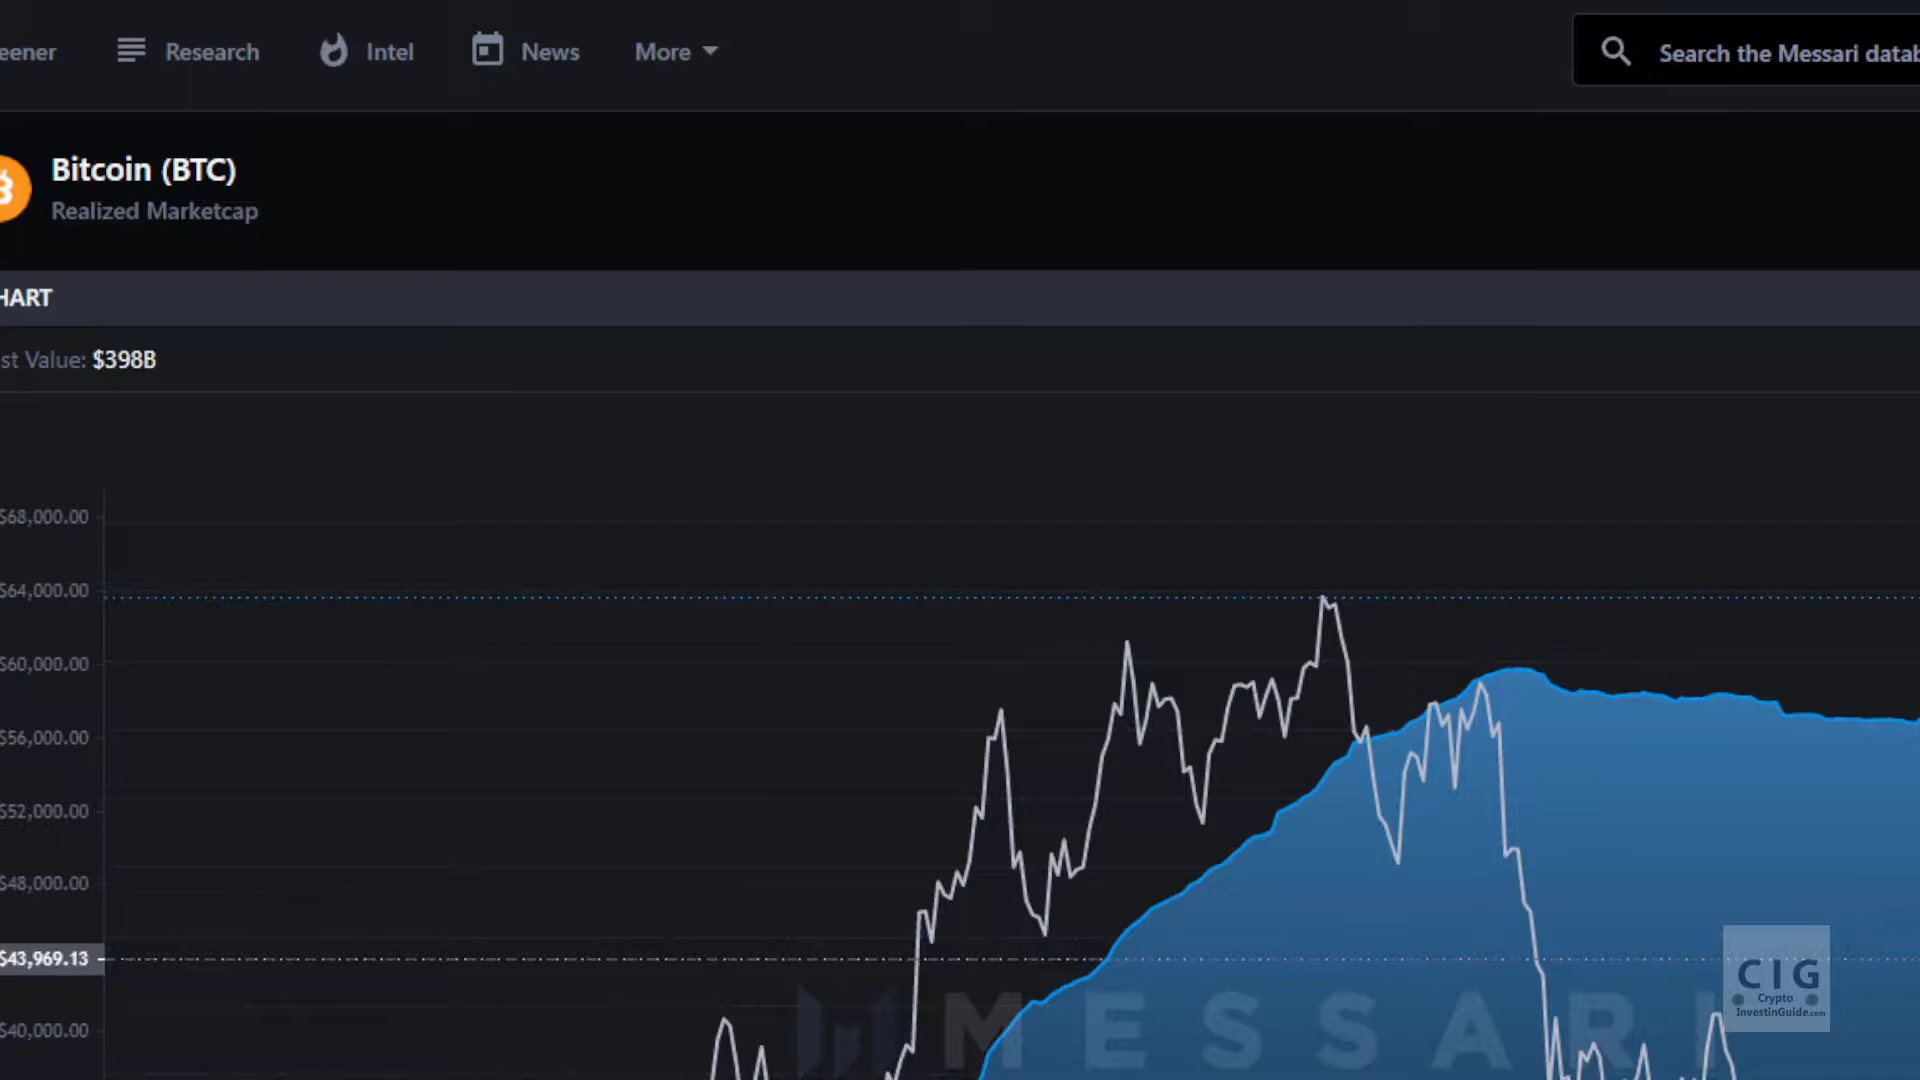 eener
Research
Intel
News
More
Search the Messari datab
Bitcoin (BTC)
Realized Marketcap
HART
st Value: $398B
$68,000.00
$64,000.00
$60,000.00
$56,000.00
$52,000.00
$48,000.00
$43,969.13
$40,000.00
MESSARI
CIG
Crypto
InvestinGuide.com